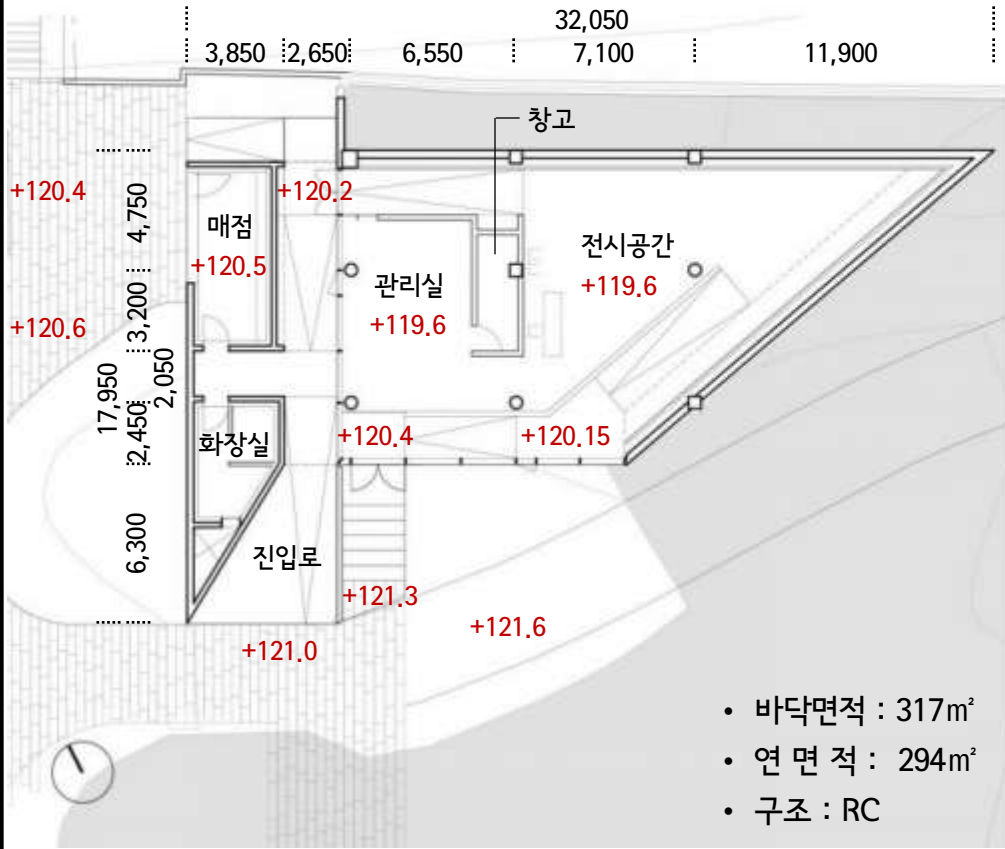 32,050
3,850 2,650 6,550 7,100 11,900
창고
+120.4
4,750
매점
+120.5
+120.2
전시공간
+119.6
관리실
+119.6
+120.6
3,200
2,050
17,950
2,450
화장실
+120.4
+120.15
6,300
진입로
+121.3
+121.6
+121.0
• 바닥면적 : 317㎡
• 연 면 적 : 294㎡
• 구조 : RC